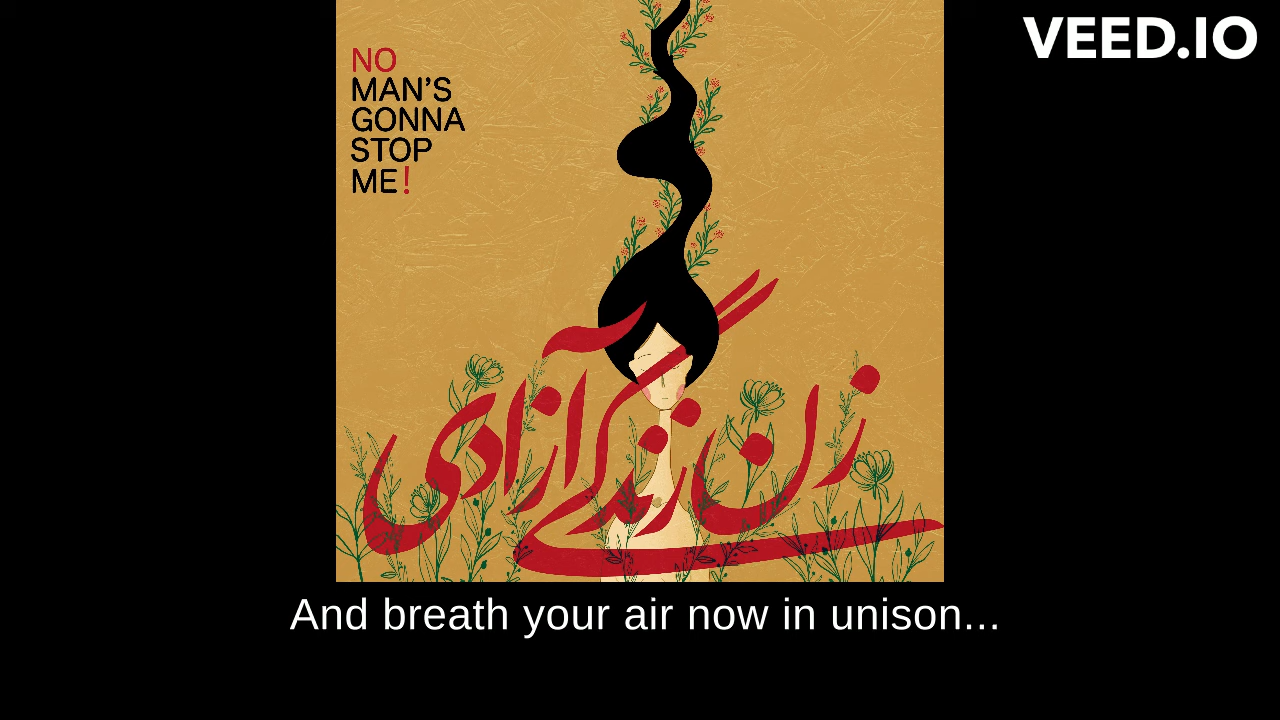 VEED.IO
NO
MAN'S
GONNA
STOP
ME!
زن زندگی آزادی
And breath your air now in unison...